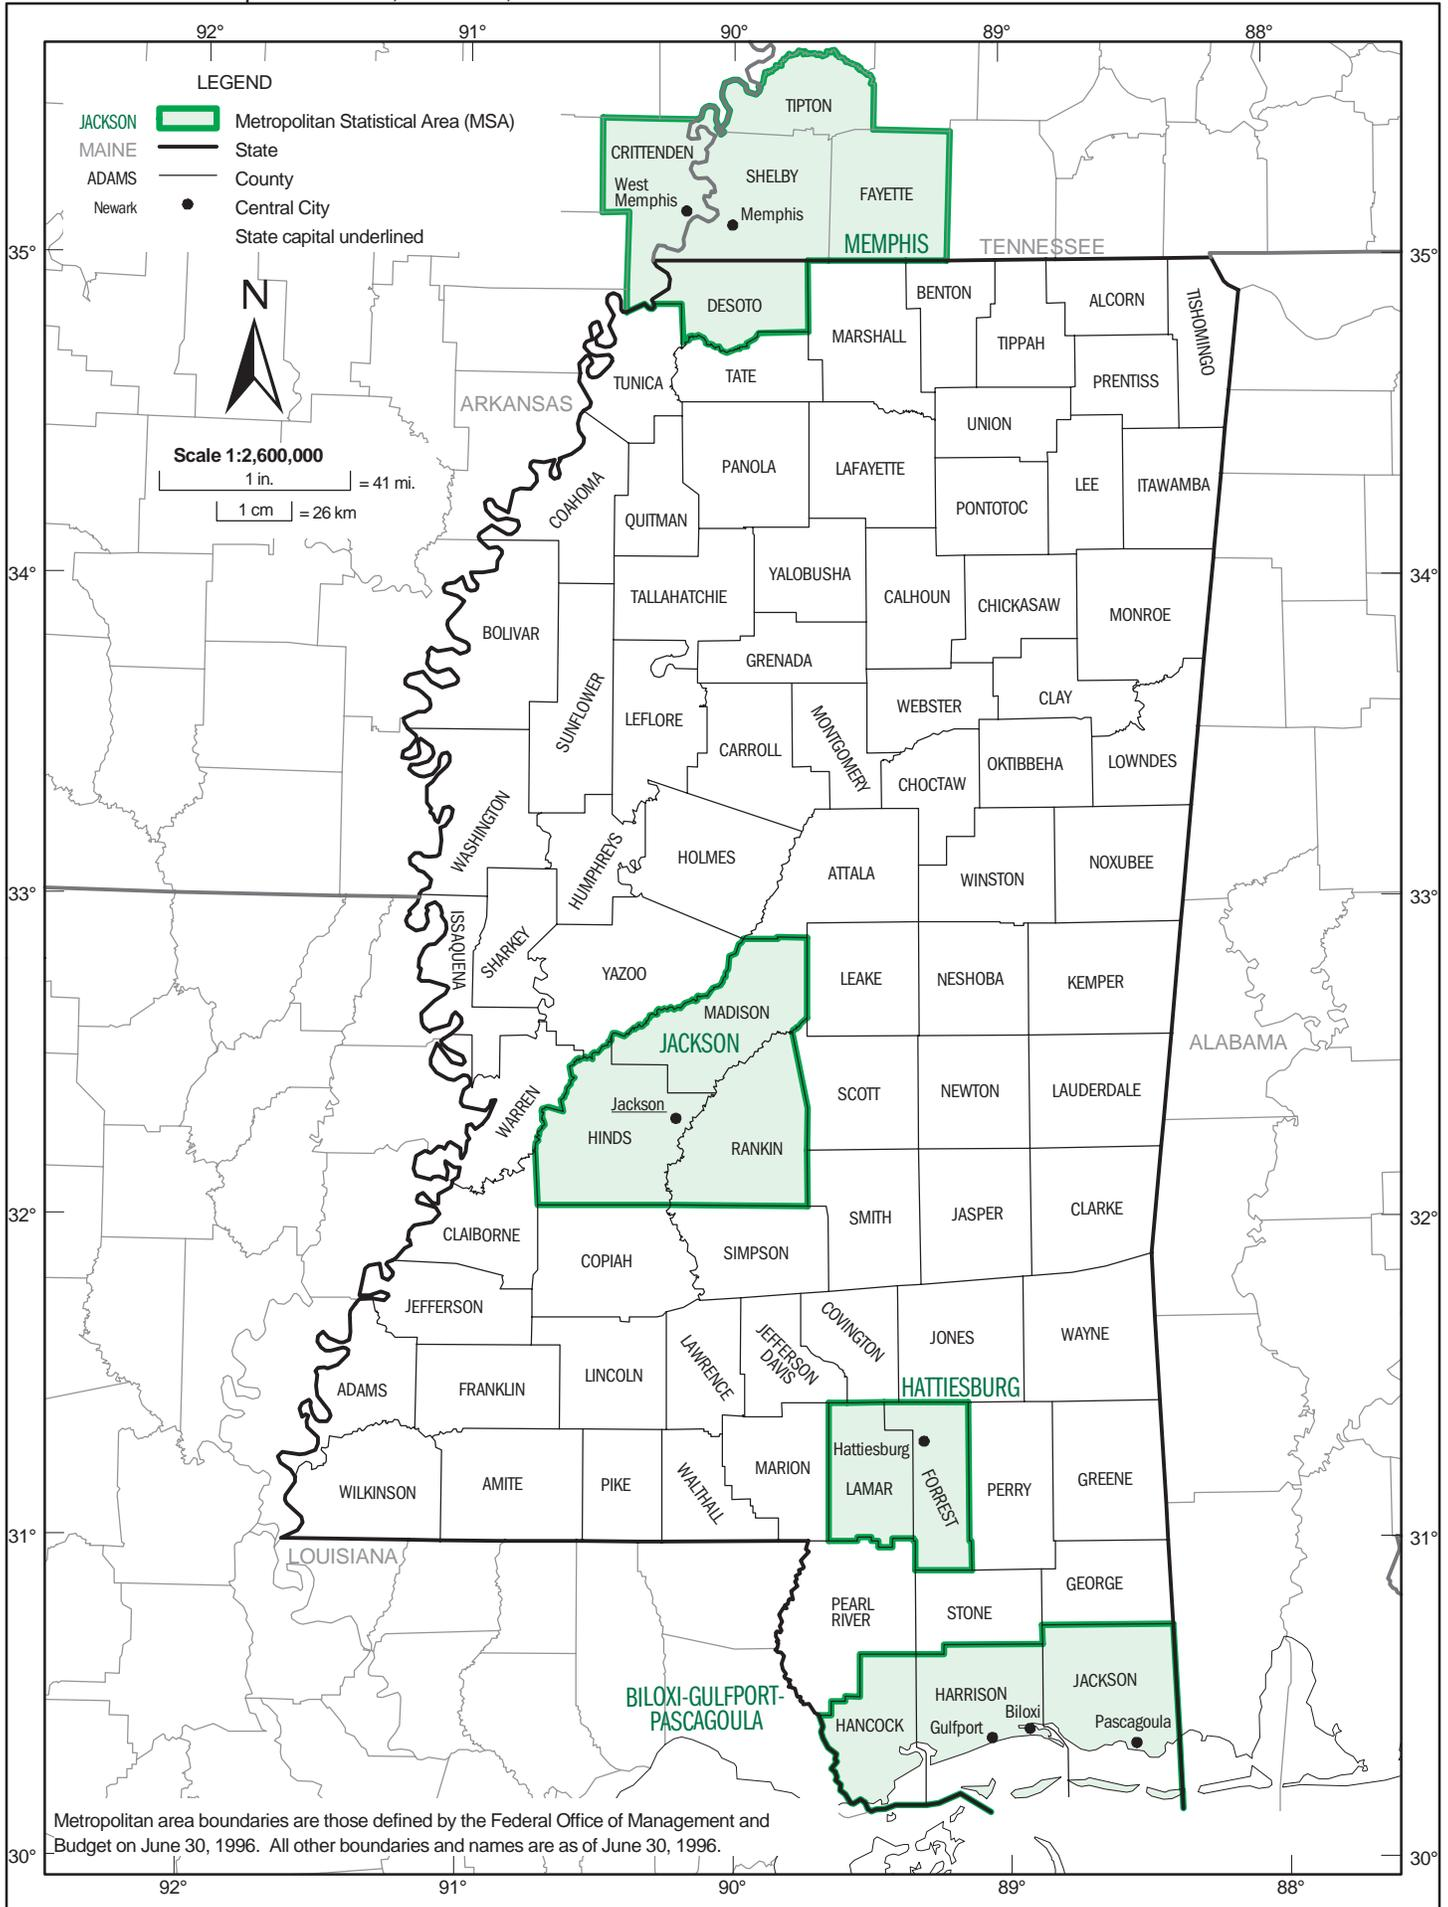 92°
91°
90°
89°
88°
LEGEND
JACKSON
Metropolitan Statistical Area (MSA)
MAINE
State
ADAMS
County
Newark
Central City
State capital underlined
N
Scale 1:2,600,000
1 in.
= 41 mi.
1 cm
= 26 km
TIPTON
CRITTENDEN
SHELBY
FAYETTE
West
Memphis
Memphis
MEMPHIS
TENNESSEE
35°
35°
DESOTO
BENTON
ALCORN
TISHOMINGO
MARSHALL
TIPPAH
TUNICA
TATE
PRENTISS
ARKANSAS
UNION
PANOLA
LAFAYETTE
LEE
ITAWAMBA
COAHOMA
QUITMAN
PONTOTOC
34°
34°
YALOBUSHA
TALLAHATCHIE
CALHOUN
CHICKASAW
MONROE
BOLIVAR
GRENADA
SUNFLOWER
LEFLORE
WEBSTER
CLAY
CARROLL
MONTGOMERY
CHOCTAW
OKTIBBEHA
LOWNDES
WASHINGTON
HUMPHREYS
HOLMES
ATTALA
WINSTON
NOXUBEE
33°
33°
ISSAQUENA
SHARKEY
YAZOO
LEAKE
NESHOBA
KEMPER
MADISON
JACKSON
ALABAMA
SCOTT
NEWTON
LAUDERDALE
WARREN
Jackson
HINDS
RANKIN
32°
32°
SMITH
JASPER
CLARKE
CLAIBORNE
COPIAH
SIMPSON
JEFFERSON
LAWRENCE
JEFFERSON
DAVIS
COVINGTON
JONES
WAYNE
ADAMS
FRANKLIN
LINCOLN
HATTIESBURG
Hattiesburg
MARION
LAMAR
FORREST
PERRY
GREENE
WILKINSON
AMITE
PIKE
WALTHALL
31°
31°
LOUISIANA
GEORGE
PEARL
RIVER
STONE
BILOXI-GULFPORT-
PASCAGOULA
HANCOCK
HARRISON
JACKSON
Gulfport
Biloxi
Pascagoula
Metropolitan area boundaries are those defined by the Federal Office of Management and
Budget on June 30, 1996.  All other boundaries and names are as of June 30, 1996.
30°
30°
92°
91°
90°
89°
88°